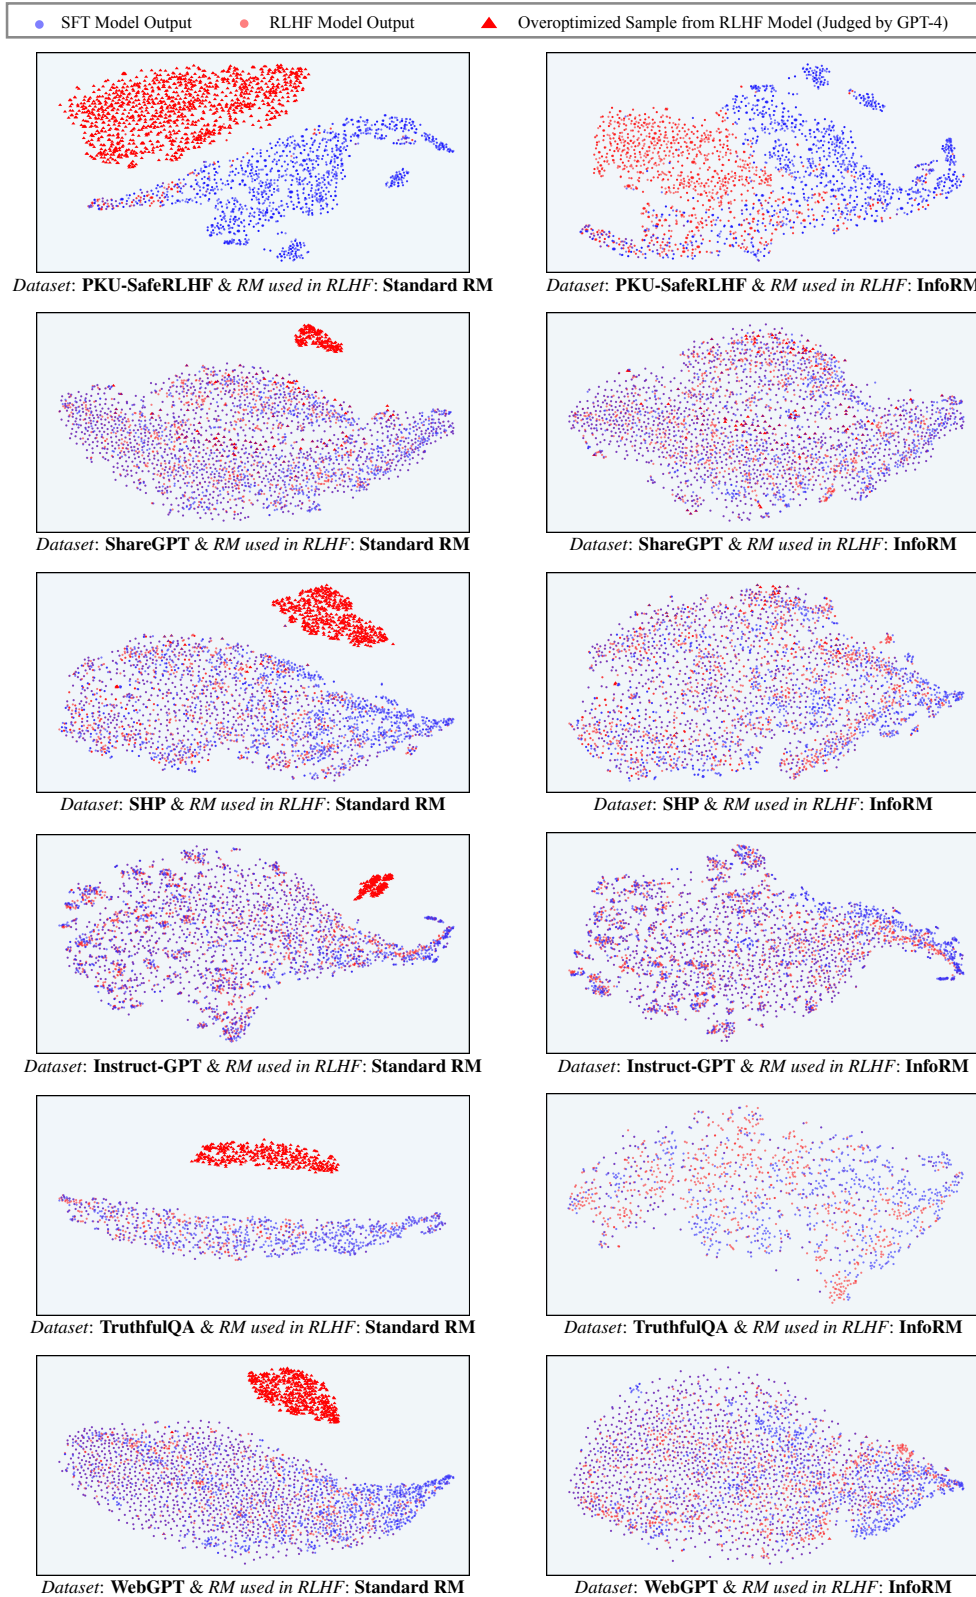 SFT Model Output RLHF Model Output Overoptimized Sample from RLHF Model (Judged by GPT-4)
Dataset: PKU-SafeRLHF & RM used in RLHF: Standard RM
Dataset: PKU-SafeRLHF & RM used in RLHF: InfoRM
Dataset: ShareGPT & RM used in RLHF: Standard RM
Dataset: ShareGPT & RM used in RLHF: InfoRM
Dataset: SHP & RM used in RLHF: Standard RM
Dataset: SHP & RM used in RLHF: InfoRM
Dataset: Instruct-GPT & RM used in RLHF: Standard RM
Dataset: Instruct-GPT & RM used in RLHF: InfoRM
Dataset: TruthfulQA & RM used in RLHF: Standard RM
Dataset: TruthfulQA & RM used in RLHF: InfoRM
Dataset: WebGPT & RM used in RLHF: Standard RM
Dataset: WebGPT & RM used in RLHF: InfoRM